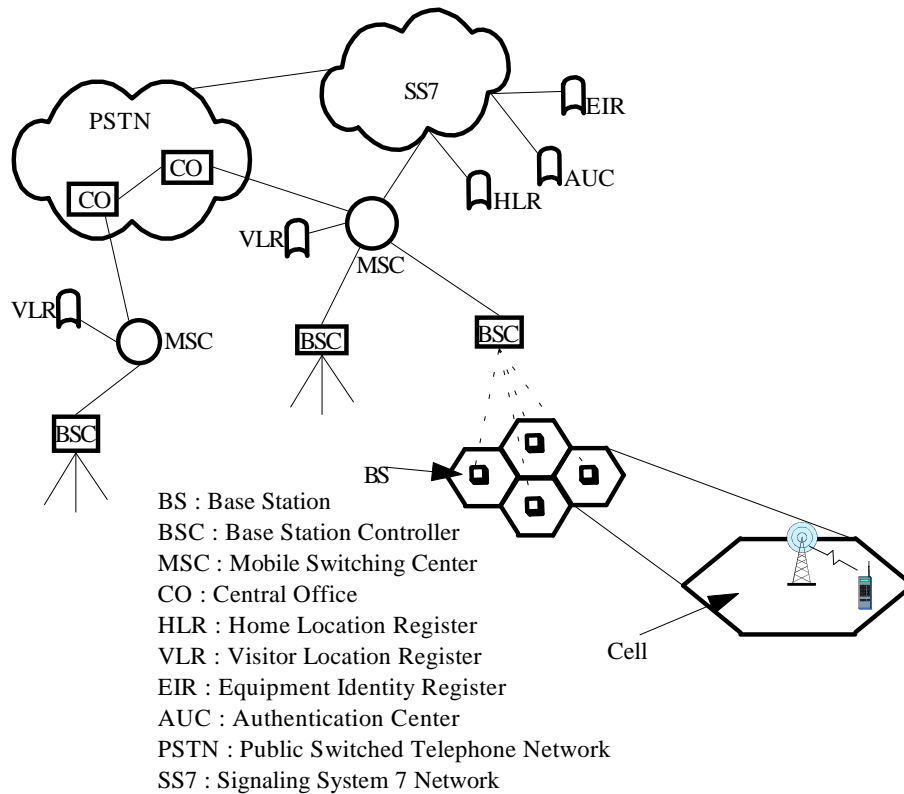 SS7
EIR
PSTN
CO
AUC
CO
HLR
VLR
MSC
VLR
MSC
BSC
BSC
BSC
BS
BS : Base Station
BSC : Base Station Controller
MSC : Mobile Switching Center
CO : Central Office
HLR : Home Location Register
VLR : Visitor Location Register
EIR : Equipment Identity Register
AUC : Authentication Center
PSTN : Public Switched Telephone Network
SS7 : Signaling System 7 Network
Cell